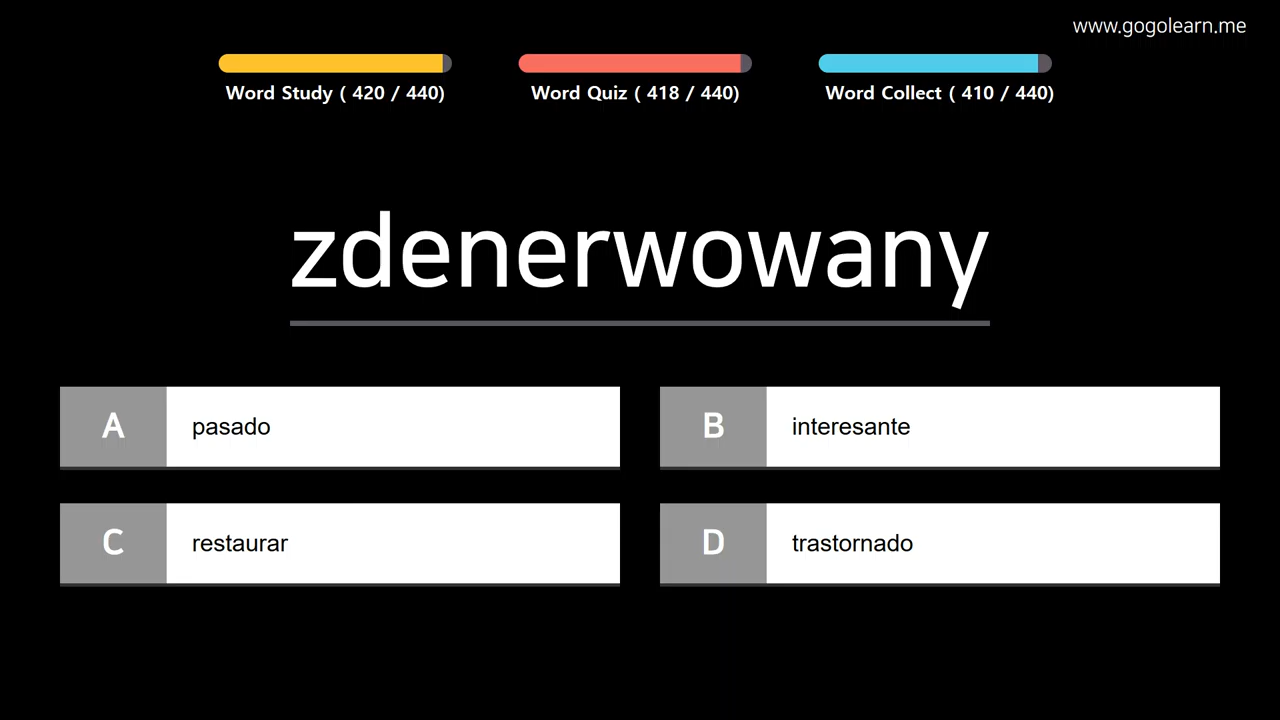 www.gogolearn.me
Word Study ( 420 / 440)
Word Quiz ( 418 / 440)
Word Collect ( 410 / 440)
zdenerwowany
A pasado
B interesante
C restaurar
D trastornado